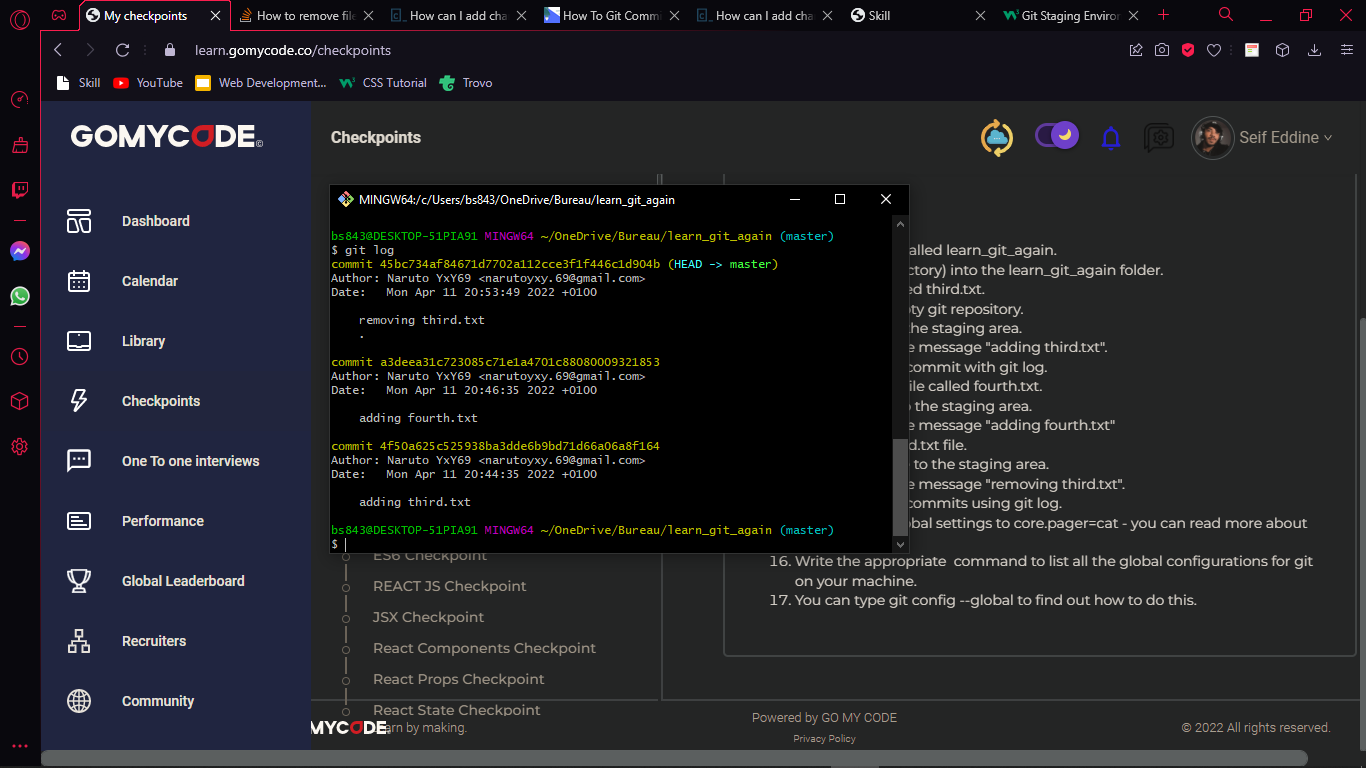 My checkpoints
How to remove file
How can I add cha
How To Git Commi
How can I add cha
Skill
Git Staging Enviro
learn.gomycode.co/checkpoints
Skill
YouTube
Web Development...
CSS Tutorial
Trovo
GOMYCODE
Checkpoints
Seif Eddine
Dashboard
Calendar
Library
Checkpoints
One To one interviews
Performance
Global Leaderboard
Recruiters
Community
MINGW64:/c/Users/bs843/OneDrive/Bureau/learn_git_again
bs843@DESKTOP-51PIA91 MINGW64 ~/OneDrive/Bureau/learn_git_again (master)
$ git log
commit 45bc734af84671d7702a112cce3f1f446c1d904b (HEAD -> master)
Author: Naruto YxY69 <narutoyxy.69@gmail.com>
Date:   Mon Apr 11 20:53:49 2022 +0100
removing third.txt
.
commit a3deea31c723085c71e1a4701c88080009321853
Author: Naruto YxY69 <narutoyxy.69@gmail.com>
Date:   Mon Apr 11 20:46:35 2022 +0100
adding fourth.txt
commit 4f50a625c525938ba3dde6b9bd71d66a06a8f164
Author: Naruto YxY69 <narutoyxy.69@gmail.com>
Date:   Mon Apr 11 20:44:35 2022 +0100
adding third.txt
bs843@DESKTOP-51PIA91 MINGW64 ~/OneDrive/Bureau/learn_git_again (master)
$
alled learn_git_again.
ctory) into the learn_git_again folder.
ed third.txt.
pty git repository.
the staging area.
e message "adding third.txt".
commit with git log.
file called fourth.txt.
o the staging area.
e message "adding fourth.txt"
d.txt file.
to the staging area.
e message "removing third.txt".
commits using git log.
obal settings to core.pager=cat - you can read more about
16. Write the appropriate command to list all the global configurations for git
on your machine.
17. You can type git config --global to find out how to do this.
ES6 Checkpoint
REACT JS Checkpoint
JSX Checkpoint
React Components Checkpoint
React Props Checkpoint
React State Checkpoint
MYCODE
arn by making.
Powered by GO MY CODE
Privacy Policy
© 2022 All rights reserved.